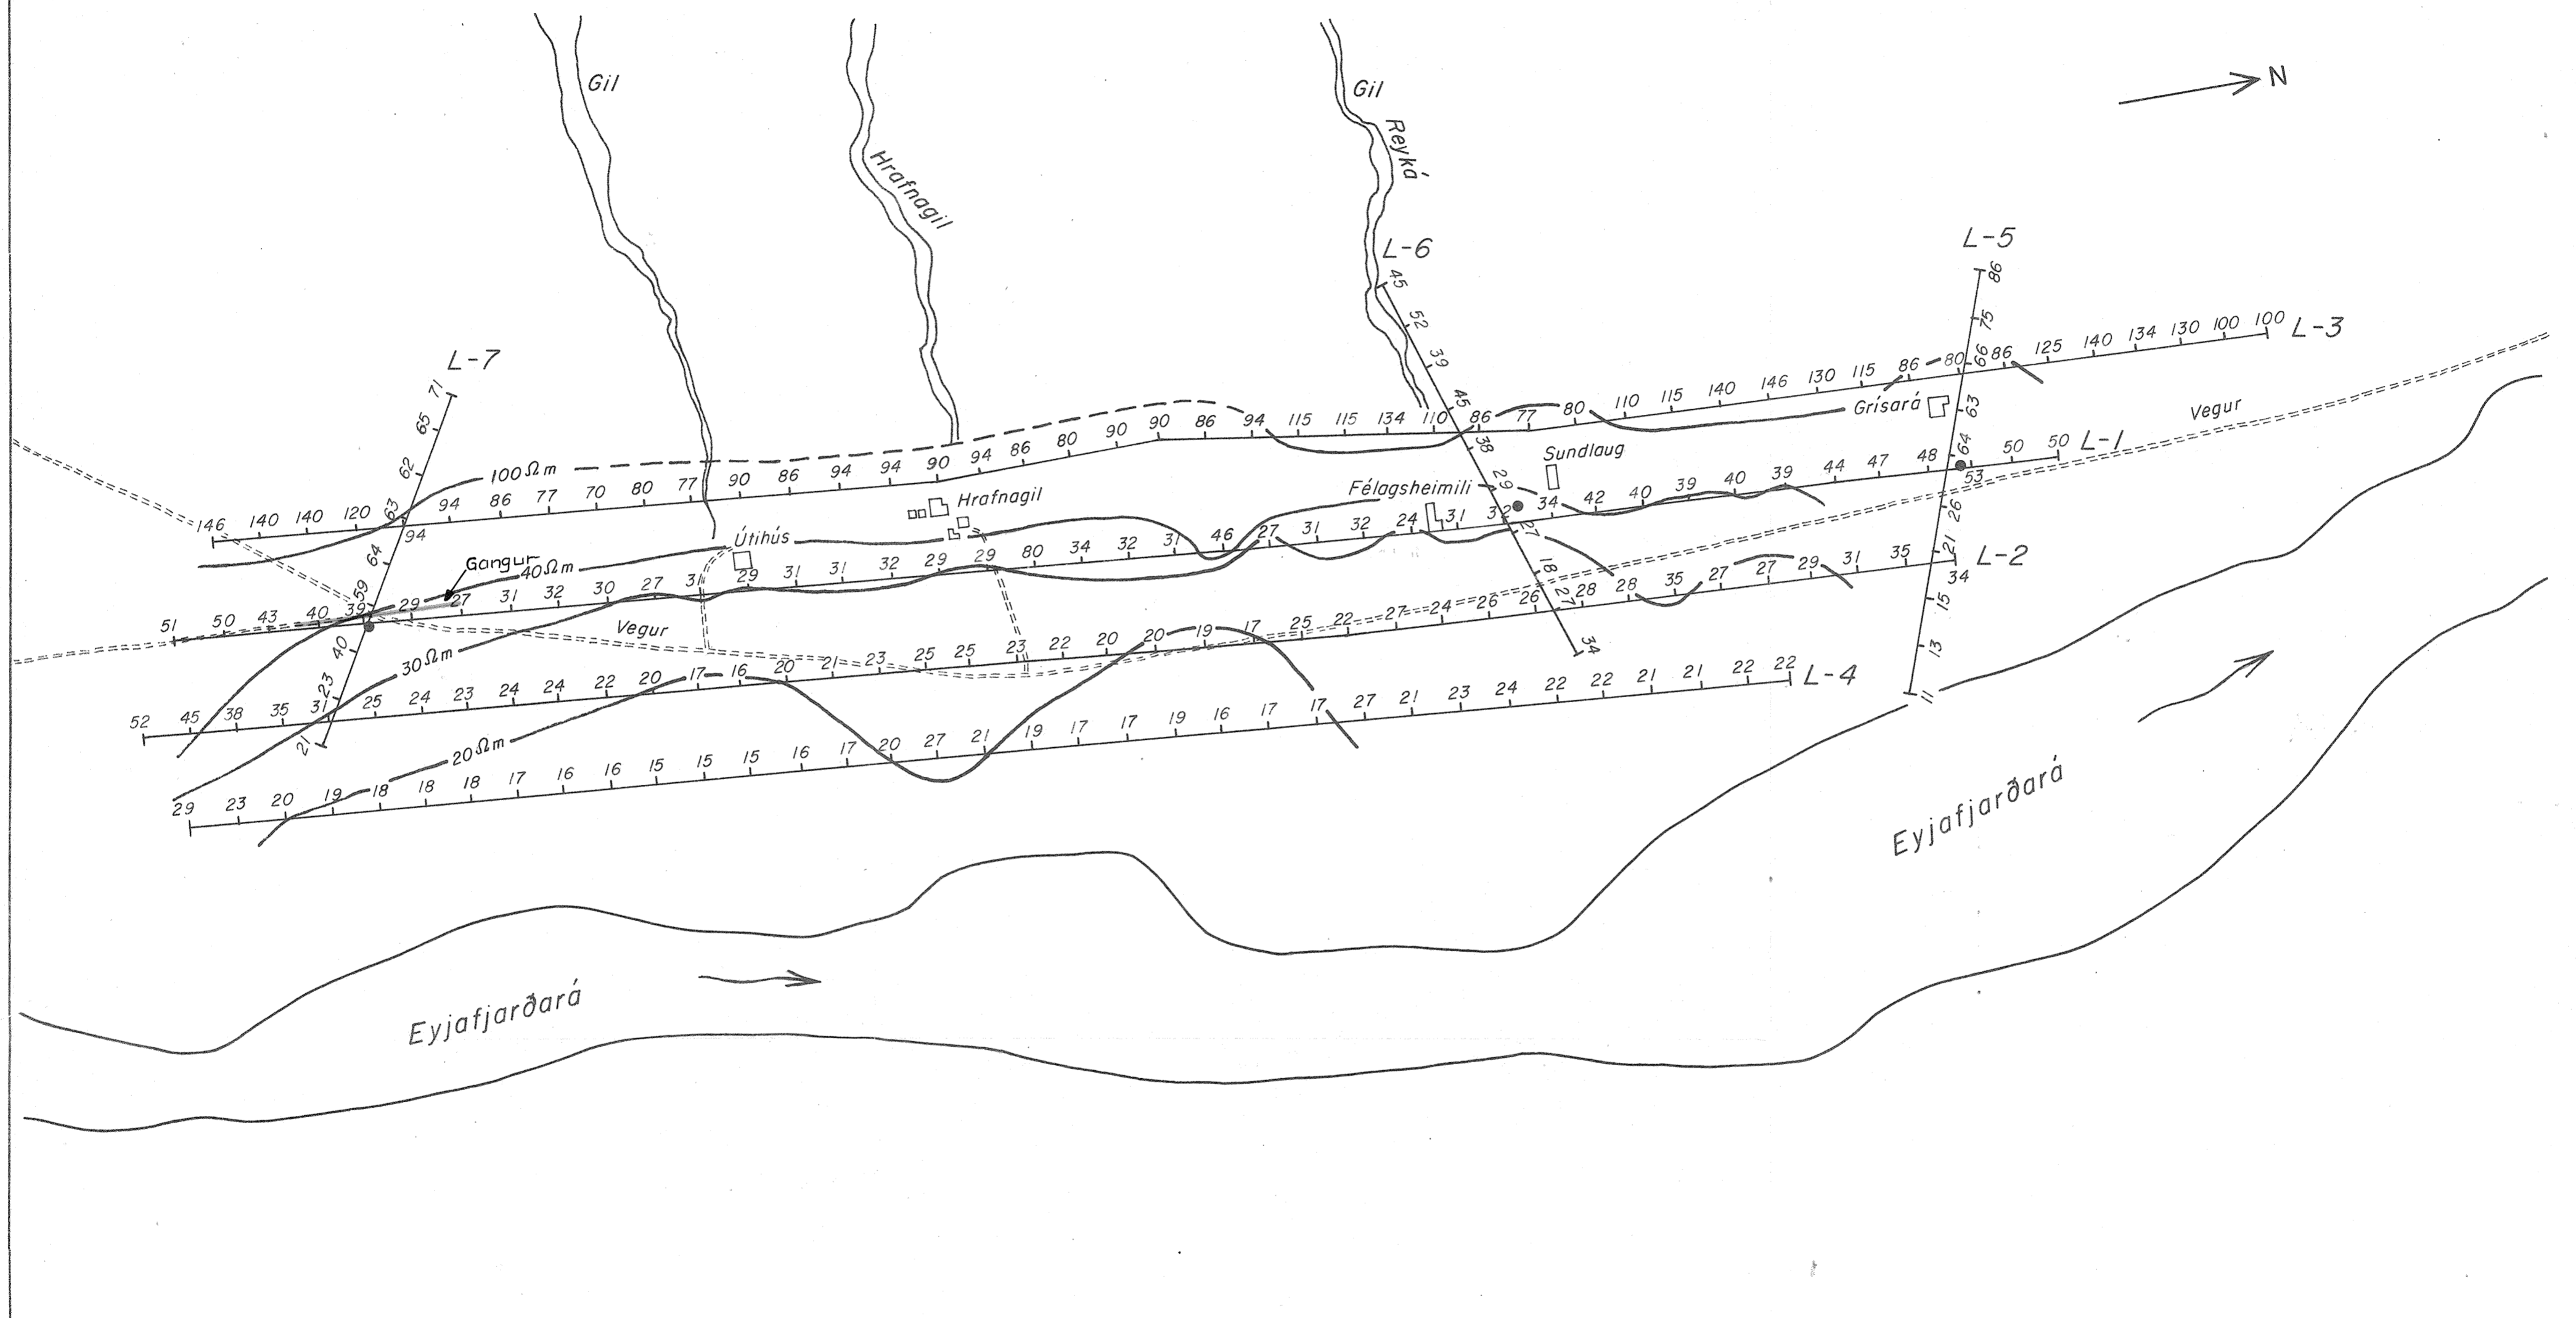 N
Gil
Hrafnagil
Gil
Reyká
L-6
45
52
39
45
38
29
27
18
27
34
L-5
86
75
66
63
64
53
26
21
34
15
13
L-7
71
65
62
63
94
64
59
40
23
31
21
146 140 140 120 94 86 77 70 80 77 90 86 94 94 90 94 86 80 90 90 86 94 115 115 134 110 86 77 80 110 115 140 146 130 115 86 80 86 125 140 134 130 100 100 L-3
100 Ωm
Grísará
Vegur
Sundlaug
Félagsheimili
Hrafnagil
Útihús
Gangur
40 Ωm
51 50 43 40 39 29 27 31 32 30 27 31 29 31 31 32 29 29 80 34 32 31 46 27 31 32 24 31 32 34 42 40 39 40 39 44 47 48 50 50 L-1
Vegur
30 Ωm
52 45 38 35 25 24 23 24 24 22 20 17 16 20 21 23 25 25 23 22 20 20 19 17 25 22 27 24 26 26 28 28 35 27 27 29 31 35 L-2
20 Ωm
29 23 20 19 18 18 18 17 16 16 15 15 15 16 17 20 27 21 19 17 17 19 16 17 17 27 21 23 24 22 22 21 21 22 22 L-4
Eyjafjarðará
Eyjafjarðará